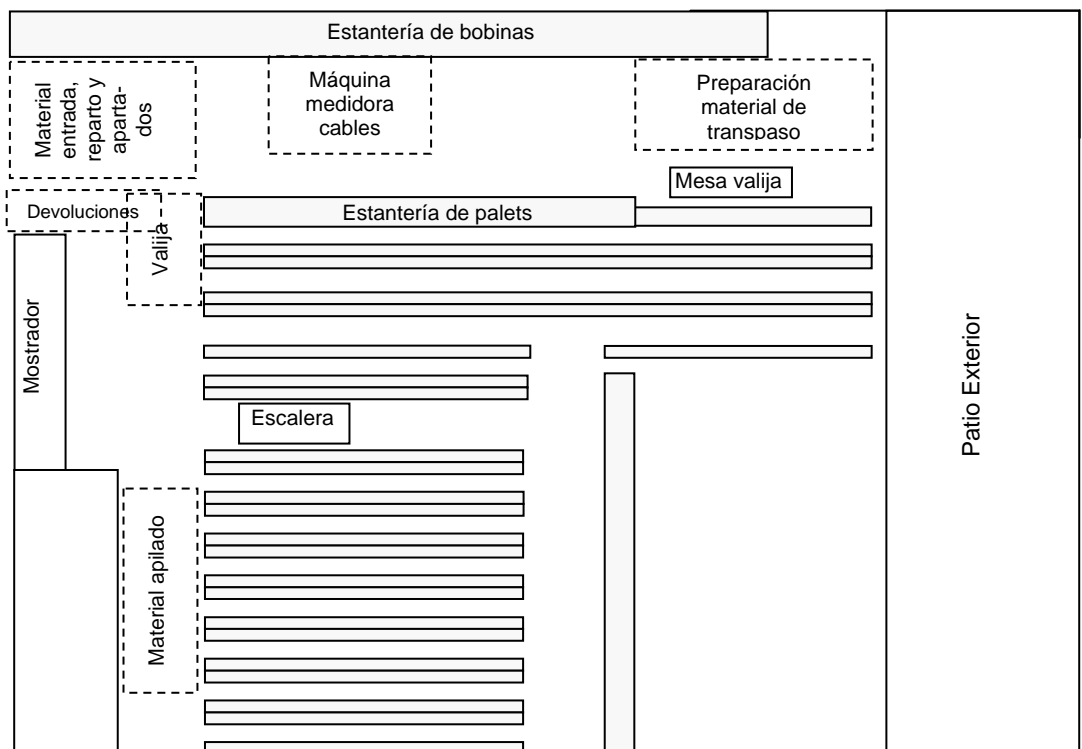 Estantería de bobinas
Material
entrada,
reparto y
aparta-
dos
Máquina
medidora
cables
Preparación
material de
transpaso
Mesa valija
Devoluciones
Valija
Estantería de palets
Mostrador
Escalera
Material apilado
Patio Exterior